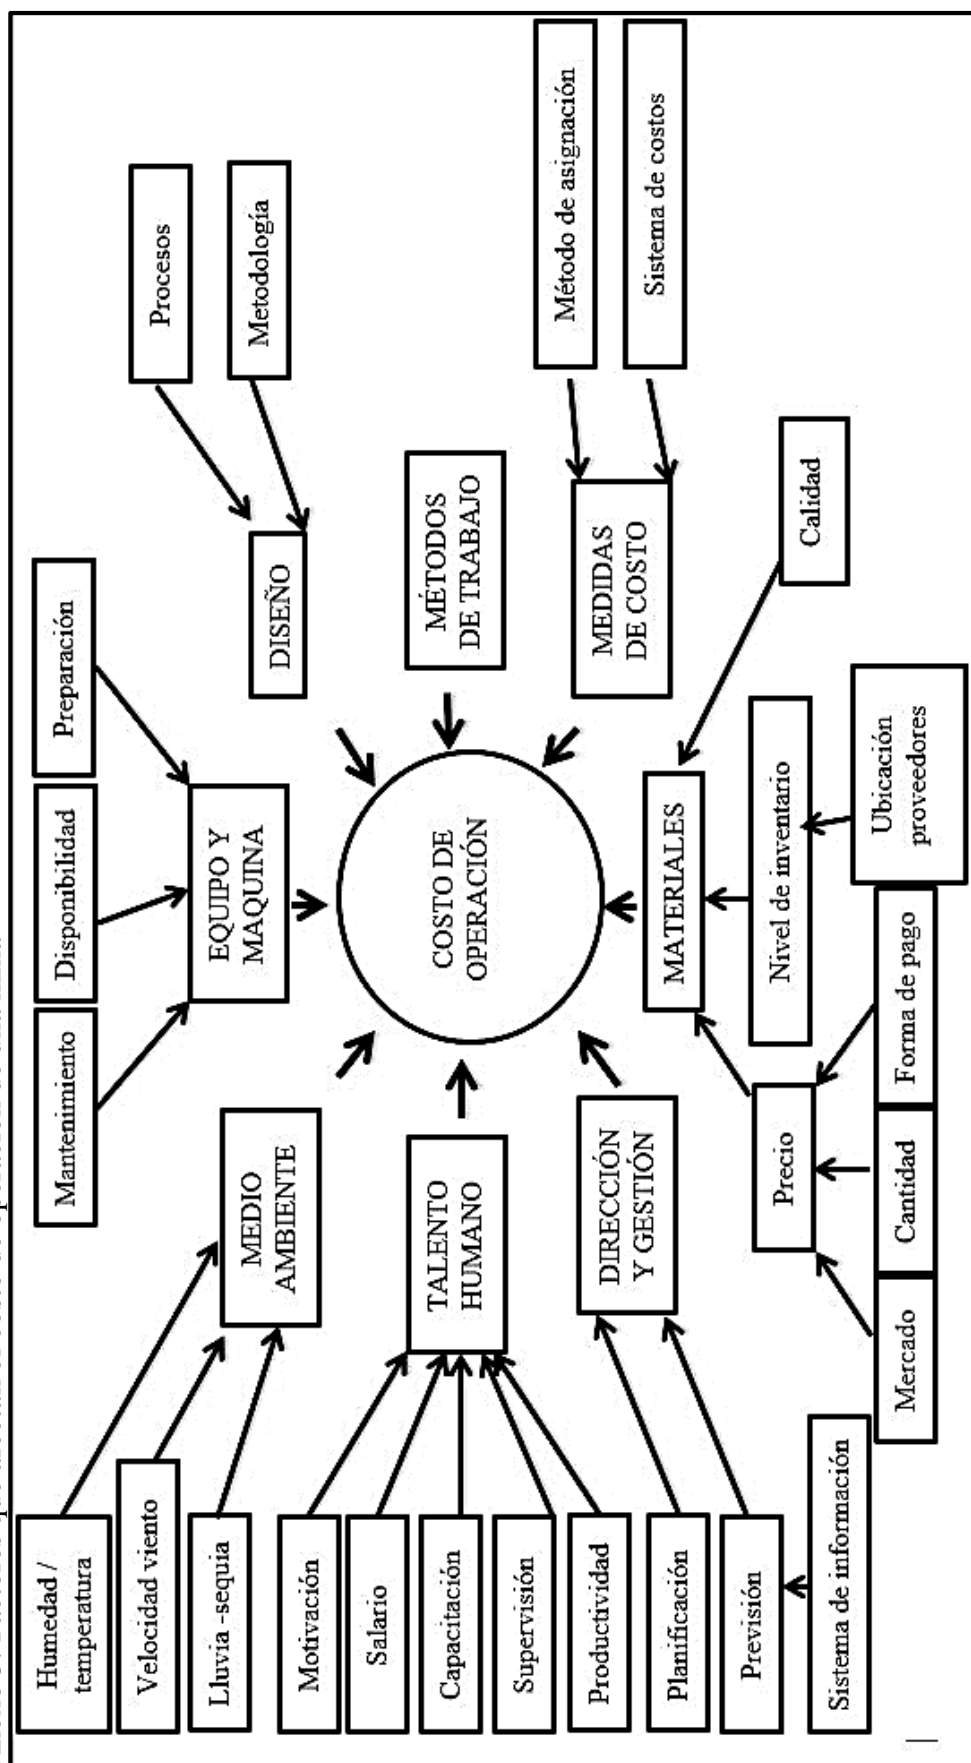 Mantenimiento
Disponibilidad
Preparación
Procesos
Metodología
Humedad /
temperatura
Velocidad viento
Lluvia -sequia
MEDIO
AMBIENTE
EQUIPO Y
MAQUINA
DISEÑO
Motivación
Salario
Capacitación
Supervisión
Productividad
TALENTO
HUMANO
COSTO DE
OPERACIÓN
MÉTODOS
DE TRABAJO
Planificación
Previsión
Sistema de información
DIRECCIÓN
Y GESTIÓN
MEDIDAS
DE COSTO
Método de asignación
Sistema de costos
MATERIALES
Precio
Nivel de inventario
Calidad
Mercado
Cantidad
Forma de pago
Ubicación
proveedores